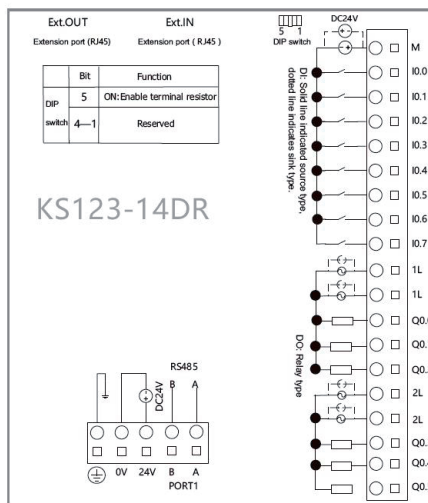 Ext.OUT
Ext.IN
Extension port (RJ45)
Extension port ( RJ45 )
5 1
DIP switch
DC24V
Bit
Function
DIP switch
5
ON:Enable terminal resistor
4—1
Reserved
DI: Solid line indicated source type,
dotted line indicates sink type.
M
I0.0
I0.1
I0.2
I0.3
I0.4
I0.5
I0.6
I0.7
KS123-14DR
1L
1L
DO: Relay type
2L
2L
RS485
DC24V
B
A
0V
24V
B
A
PORT1